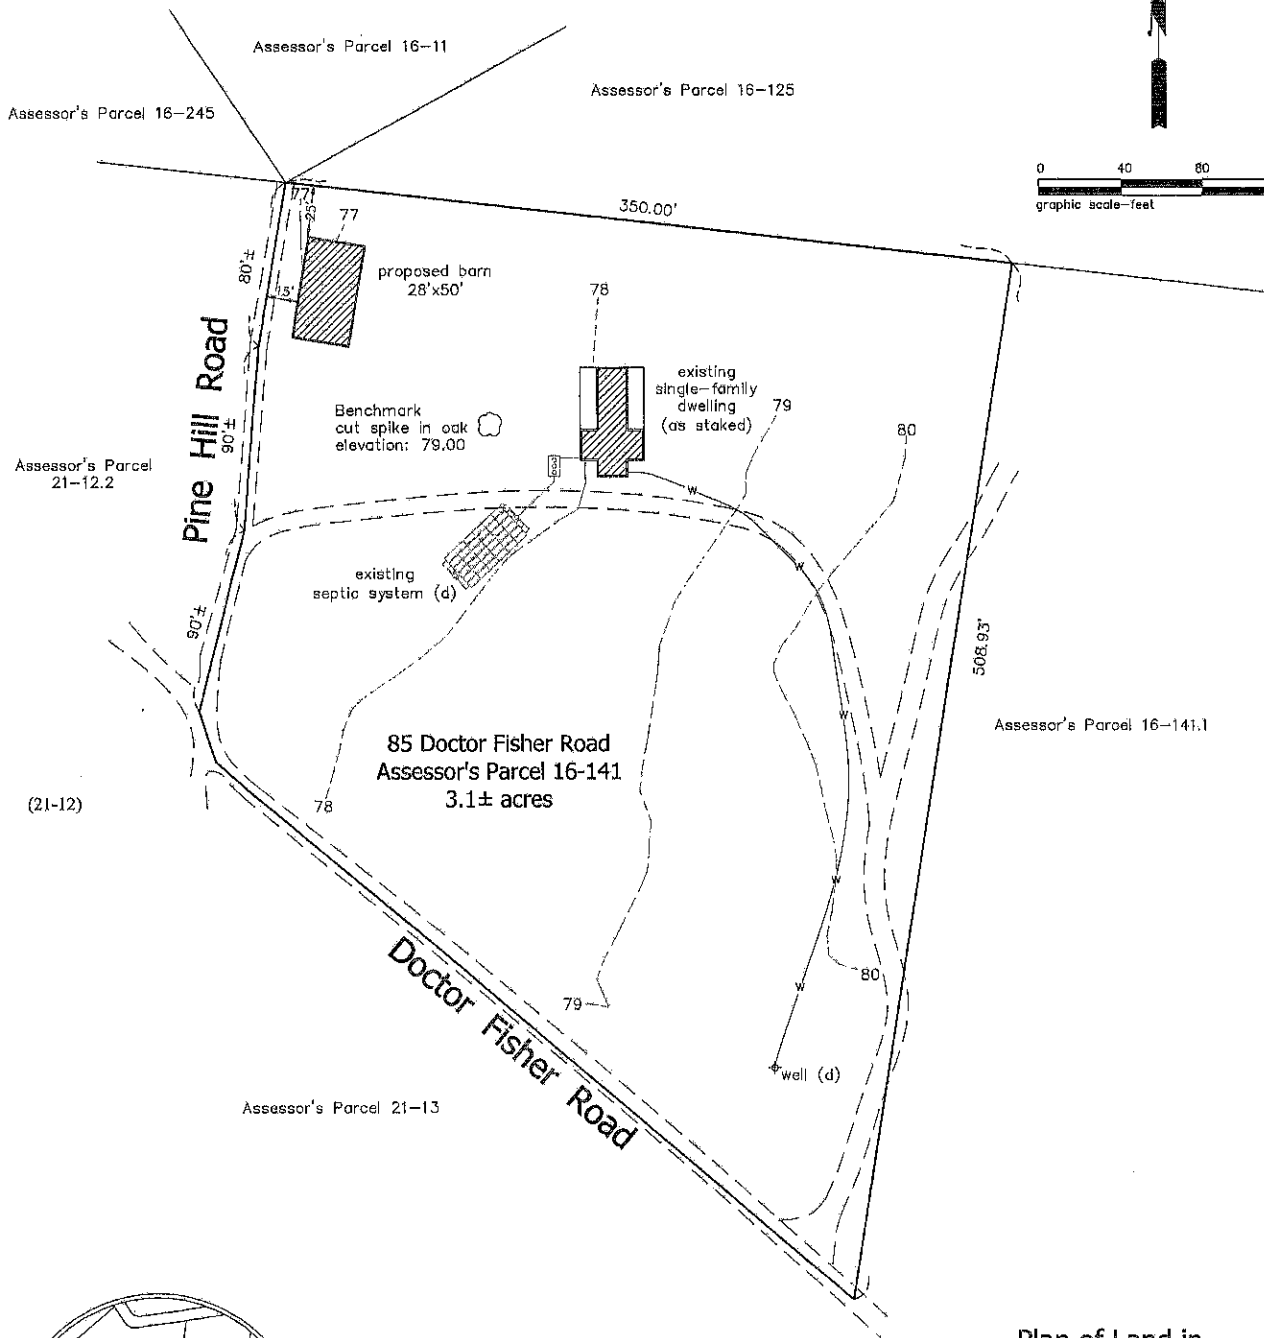 Assessor's Parcel 16-11
Assessor's Parcel 16-125
Assessor's Parcel 16-245
N
0 40 80
graphic scale-feet
350.00'
77
25'
77
80'±
15'
proposed barn
28'x50'
78
Pine Hill Road
existing
single-family
dwelling
(as staked)
79
Benchmark
cut spike in oak
elevation: 79.00
80
90'±
Assessor's Parcel
21-12.2
W
W
existing
septic system (d)
90'±
508.93'
W
Assessor's Parcel 16-141.1
85 Doctor Fisher Road
Assessor's Parcel 16-141
3.1± acres
78
(21-12)
W
80
W
79
Doctor Fisher Road
well (d)
Assessor's Parcel 21-13
Plan of Land in